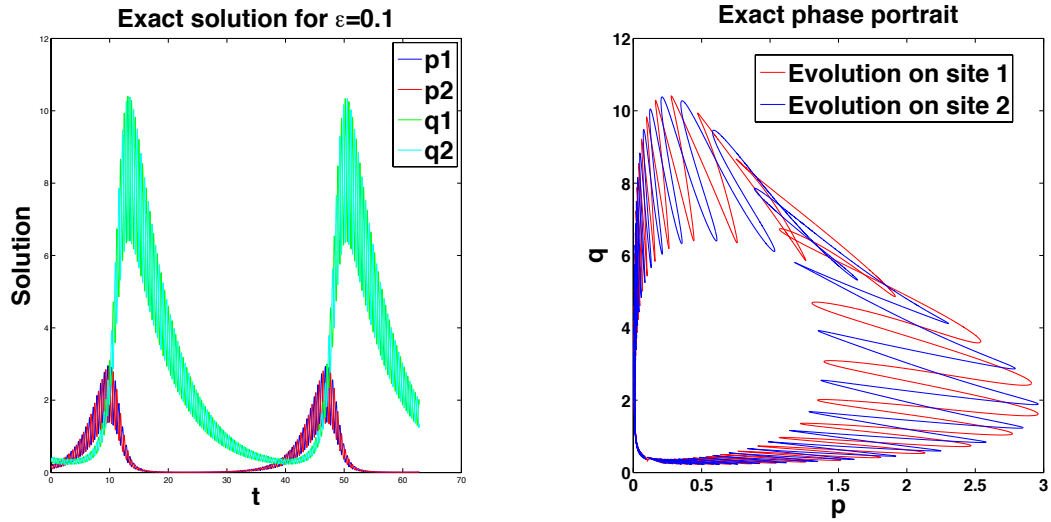 Exact solution for ε=0.1
12
10
8
6
4
2
0
Solution
0
10
20
30
40
50
60
70
t
p1
p2
q1
q2
Exact phase portrait
12
10
8
6
4
2
0
q
0
0.5
1
1.5
2
2.5
3
p
Evolution on site 1
Evolution on site 2